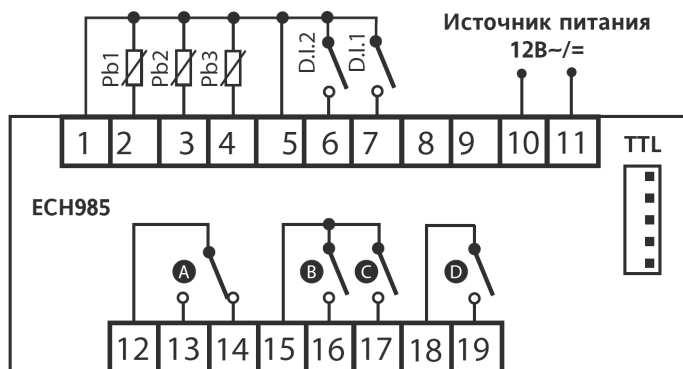 Источник питания
12В~/=
Pb1 Pb2 Pb3 D.I.2 D.I.1
1 2 3 4 5 6 7 8 9 10 11
TTL
ECH985
A B C D
12 13 14 15 16 17 18 19